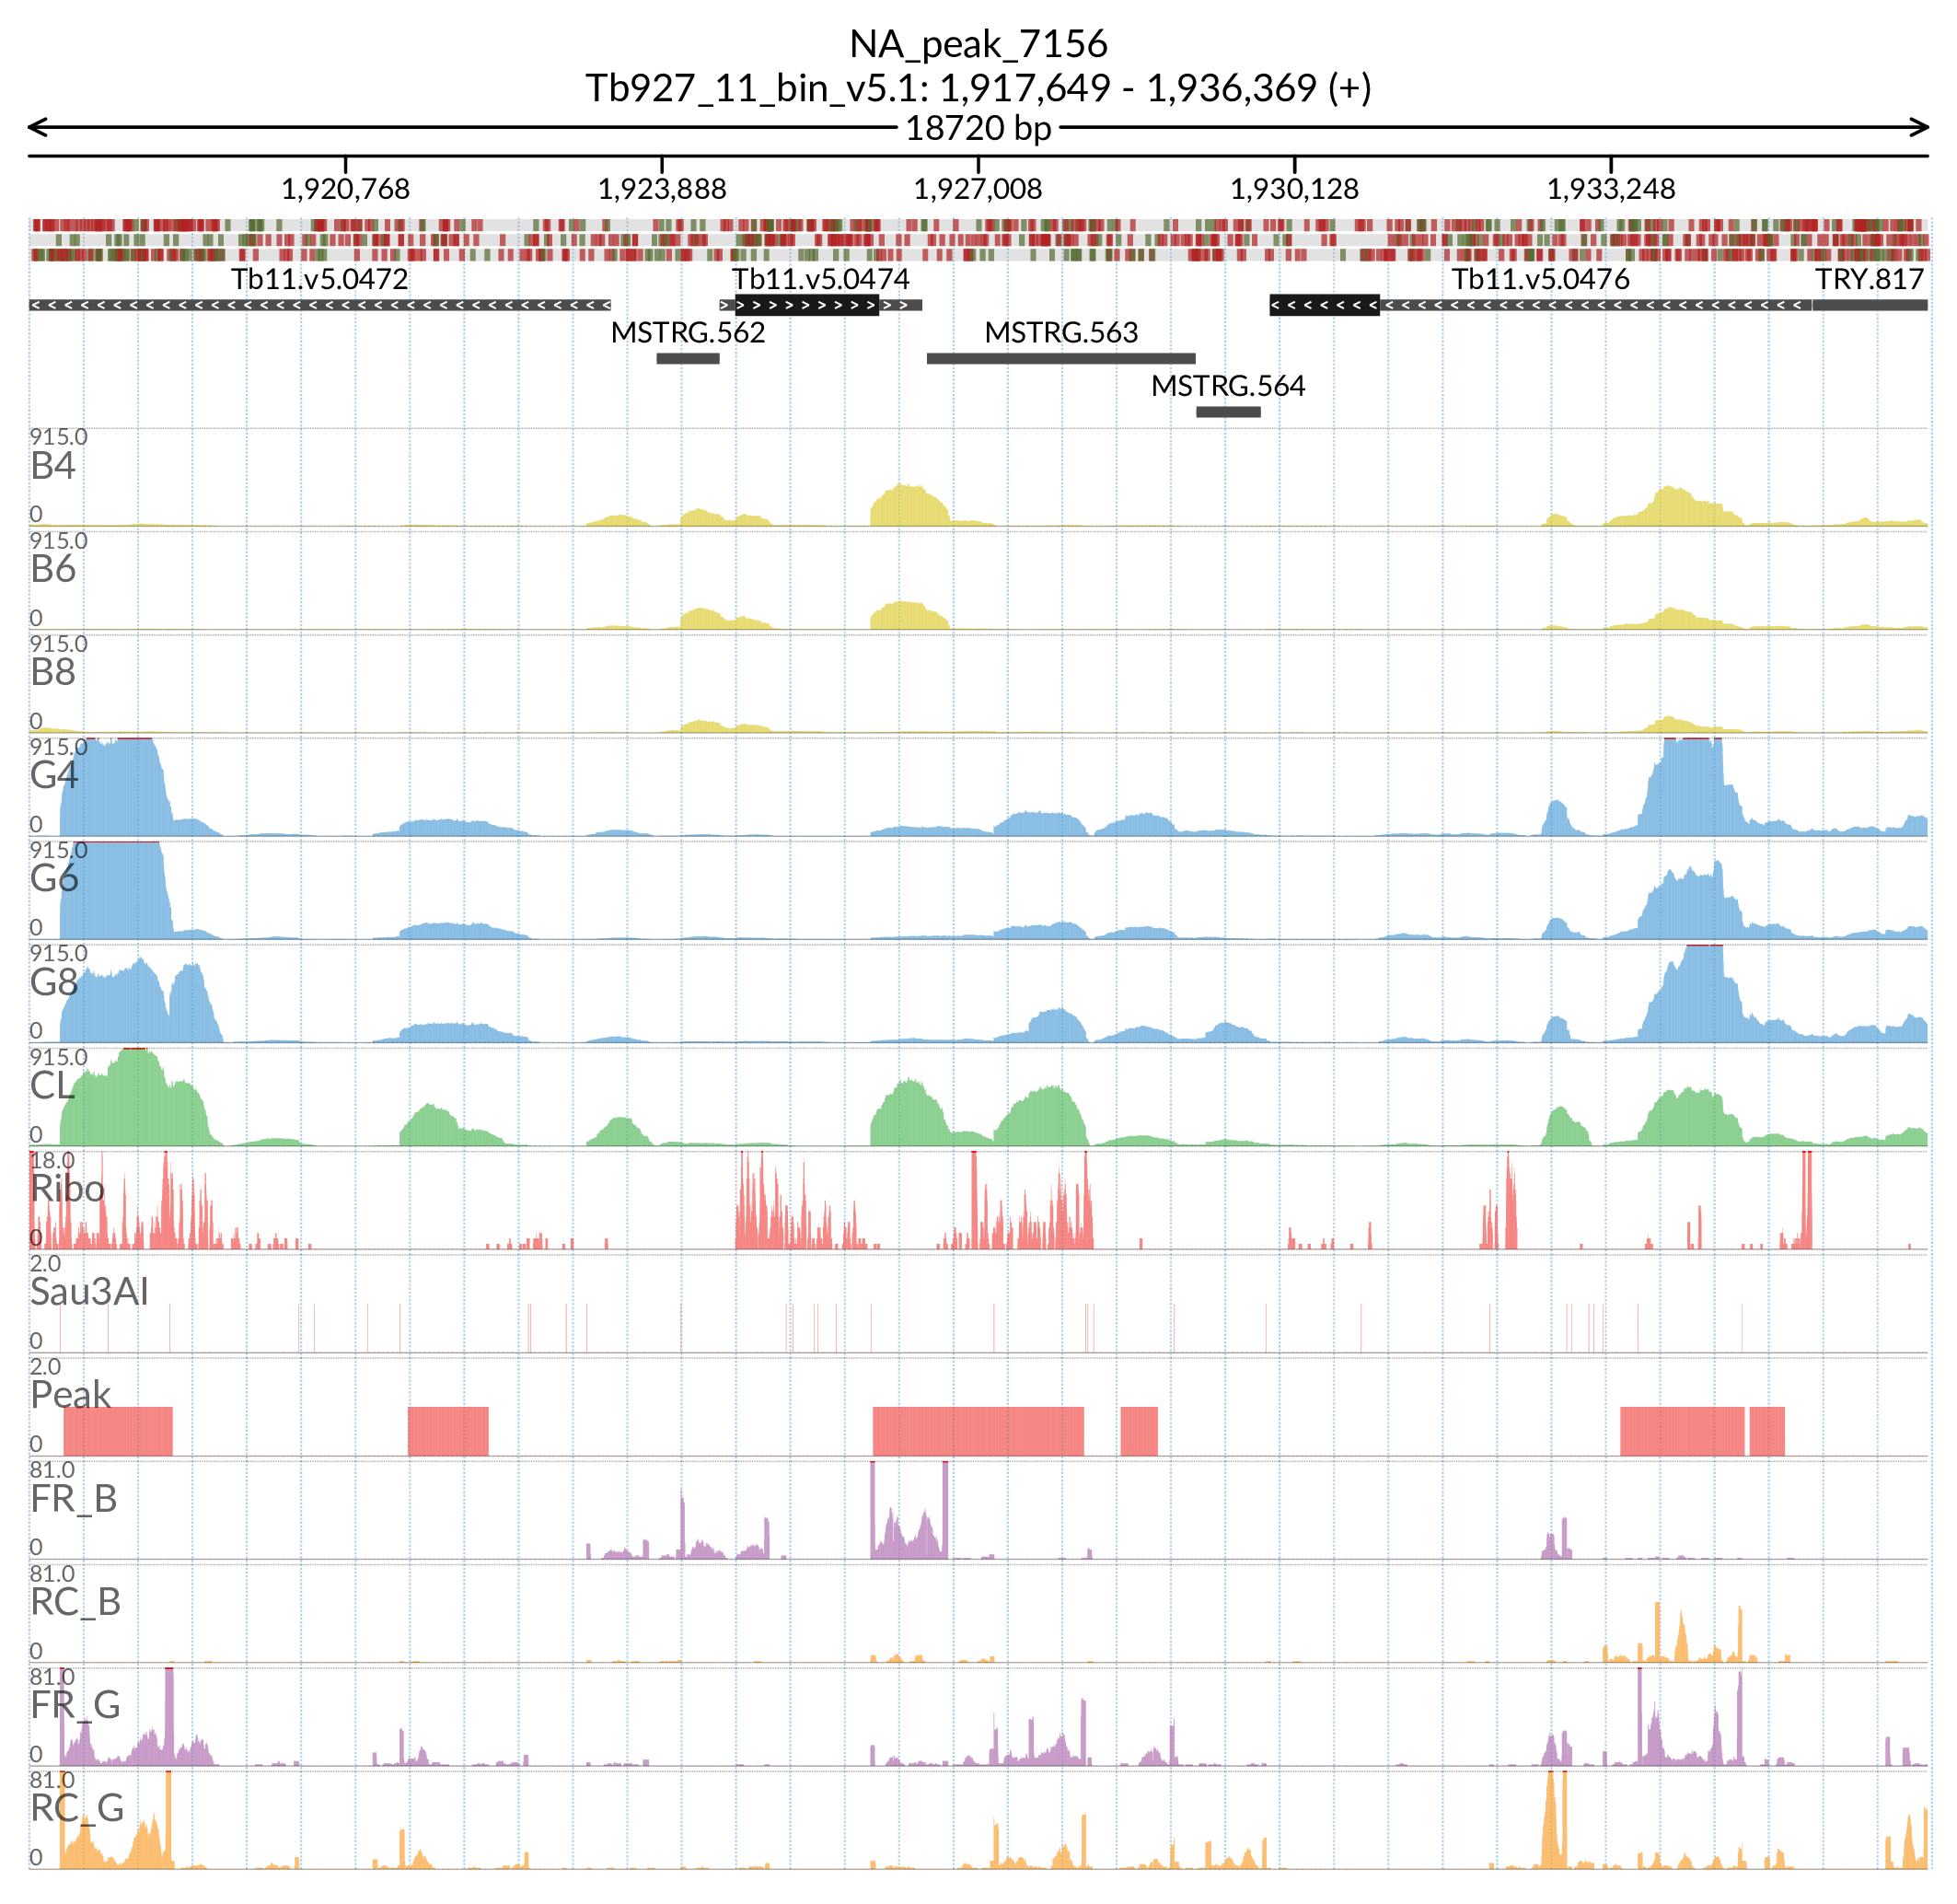 NA_peak_7156
Tb927_11_bin_v5.1: 1,917,649 - 1,936,369 (+)
18720 bp
1,920,768 1,923,888 1,927,008 1,930,128 1,933,248
Tb11.v5.0472 Tb11.v5.0474 Tb11.v5.0476 TRY.817
MSTRG.562 MSTRG.563
MSTRG.564
915.0
B4
0
915.0
B6
0
915.0
B8
0
915.0
G4
0
915.0
G6
0
915.0
G8
0
915.0
CL
0
18.0
Ribo
0
2.0
Sau3AI
0
2.0
Peak
0
81.0
FR_B
0
81.0
RC_B
0
81.0
FR_G
0
81.0
RC_G
0